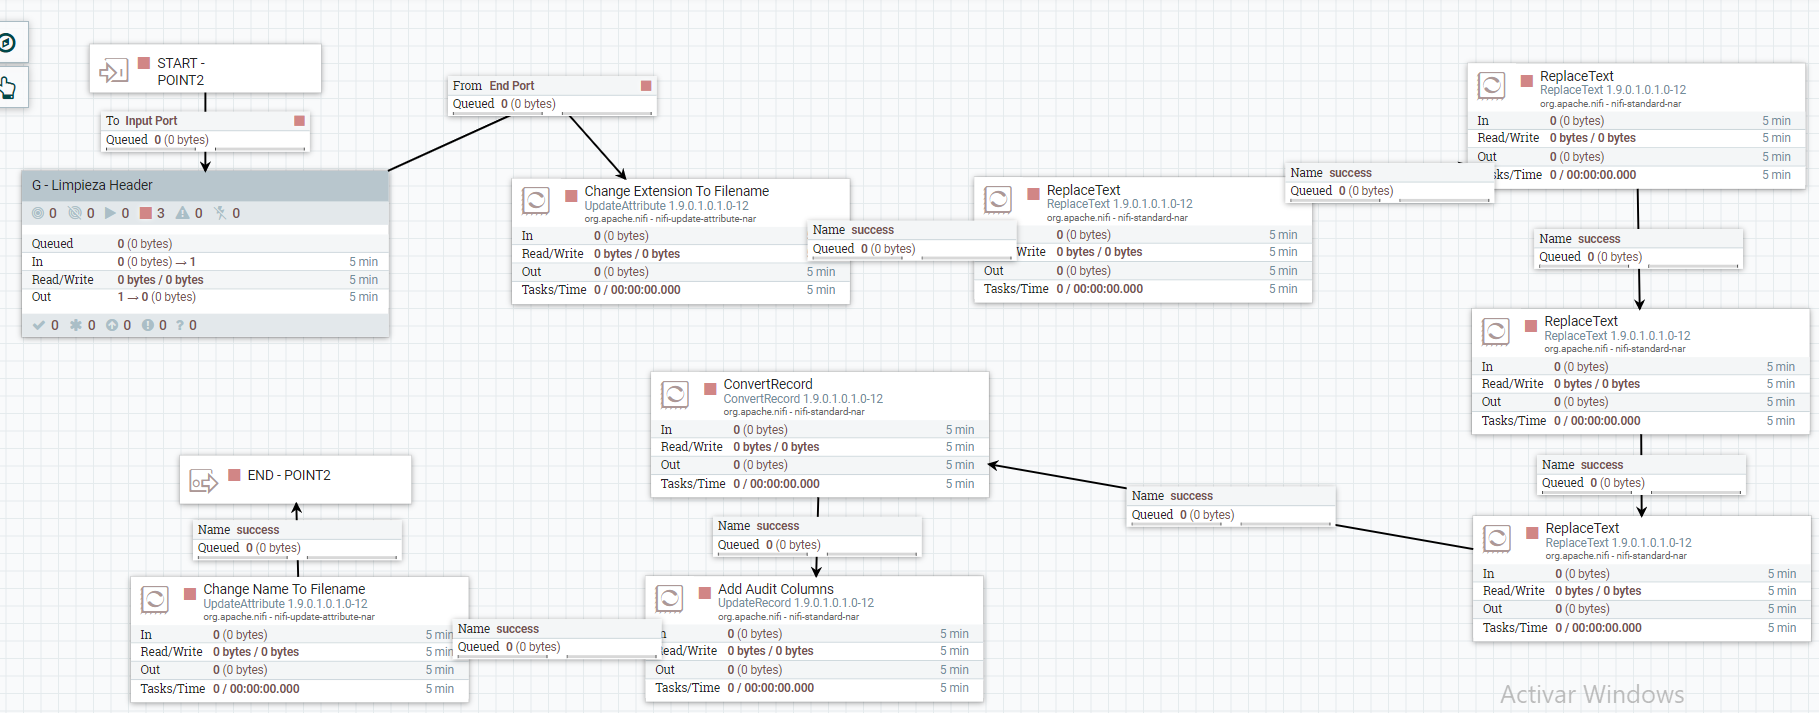 START -
POINT2
To Input Port
Queued 0 (0 bytes)
G - Limpieza Header
0 0 0 3 0 0
Queued 0 (0 bytes)
In 0 (0 bytes) → 1 5 min
Read/Write 0 bytes / 0 bytes 5 min
Out 1 → 0 (0 bytes) 5 min
0 0 0 0 ? 0
From End Port
Queued 0 (0 bytes)
Change Extension To Filename
UpdateAttribute 1.9.0.1.0.1.0-12
org.apache.nifi - nifi-update-attribute-nar
In 0 (0 bytes)
Read/Write 0 bytes / 0 bytes
Out 0 (0 bytes) 5 min
Tasks/Time 0 / 00:00:00.000 5 min
Name success
Queued 0 (0 bytes)
ReplaceText
ReplaceText 1.9.0.1.0.1.0-12
org.apache.nifi - nifi-standard-nar
0 (0 bytes) 5 min
Write 0 bytes / 0 bytes 5 min
Out 0 (0 bytes) 5 min
Tasks/Time 0 / 00:00:00.000 5 min
Name success
Queued 0 (0 bytes)
ReplaceText
ReplaceText 1.9.0.1.0.1.0-12
org.apache.nifi - nifi-standard-nar
In 0 (0 bytes) 5 min
Read/Write 0 bytes / 0 bytes 5 min
Out 0 (0 bytes) 5 min
sks/Time 0 / 00:00:00.000 5 min
Name success
Queued 0 (0 bytes)
ReplaceText
ReplaceText 1.9.0.1.0.1.0-12
org.apache.nifi - nifi-standard-nar
In 0 (0 bytes) 5 min
Read/Write 0 bytes / 0 bytes 5 min
Out 0 (0 bytes) 5 min
Tasks/Time 0 / 00:00:00.000 5 min
Name success
Queued 0 (0 bytes)
ReplaceText
ReplaceText 1.9.0.1.0.1.0-12
org.apache.nifi - nifi-standard-nar
In 0 (0 bytes) 5 min
Read/Write 0 bytes / 0 bytes 5 min
Out 0 (0 bytes) 5 min
Tasks/Time 0 / 00:00:00.000 5 min
Name success
Queued 0 (0 bytes)
ConvertRecord
ConvertRecord 1.9.0.1.0.1.0-12
org.apache.nifi - nifi-standard-nar
In 0 (0 bytes) 5 min
Read/Write 0 bytes / 0 bytes 5 min
Out 0 (0 bytes) 5 min
Tasks/Time 0 / 00:00:00.000 5 min
Name success
Queued 0 (0 bytes)
Add Audit Columns
UpdateRecord 1.9.0.1.0.1.0-12
org.apache.nifi - nifi-standard-nar
n 0 (0 bytes) 5 min
ead/Write 0 bytes / 0 bytes 5 min
Out 0 (0 bytes) 5 min
Tasks/Time 0 / 00:00:00.000 5 min
Name success
Queued 0 (0 bytes)
Change Name To Filename
UpdateAttribute 1.9.0.1.0.1.0-12
org.apache.nifi - nifi-update-attribute-nar
In 0 (0 bytes) 5 min
Read/Write 0 bytes / 0 bytes 5 min
Out 0 (0 bytes) 5 min
Tasks/Time 0 / 00:00:00.000 5 min
Name success
Queued 0 (0 bytes)
END - POINT2
Activar Windows